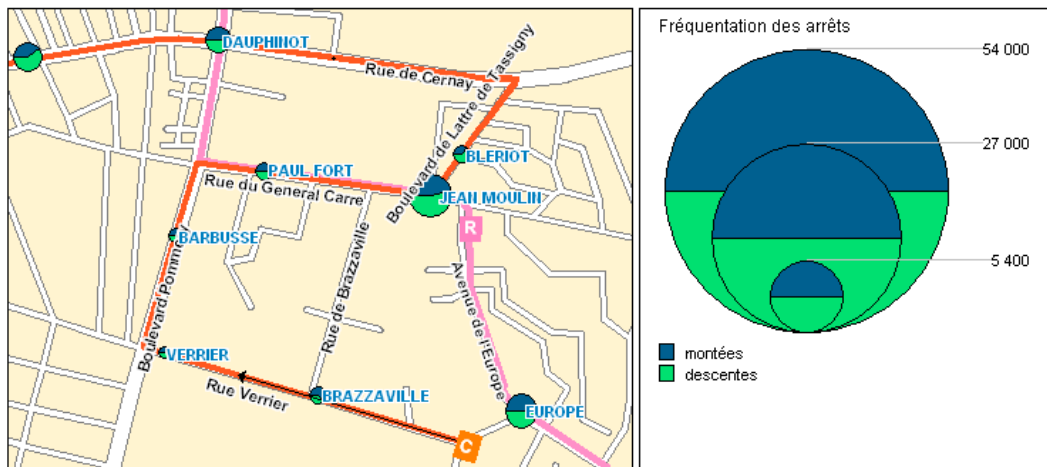 DAUPHINOT
Rue de Cernay
Boulevard de Lattre de Tassigny
BLERIOT
PAUL FORT
Rue du General Carre
JEAN MOULIN
R
BARBUSSE
Boulevard Pommery
Rue de Brazzaville
Avenue de l'Europe
VERRIER
Rue Verrier
BRAZZAVILLE
EUROPE
C
Fréquentation des arrêts
54 000
27 000
5 400
montées
descentes